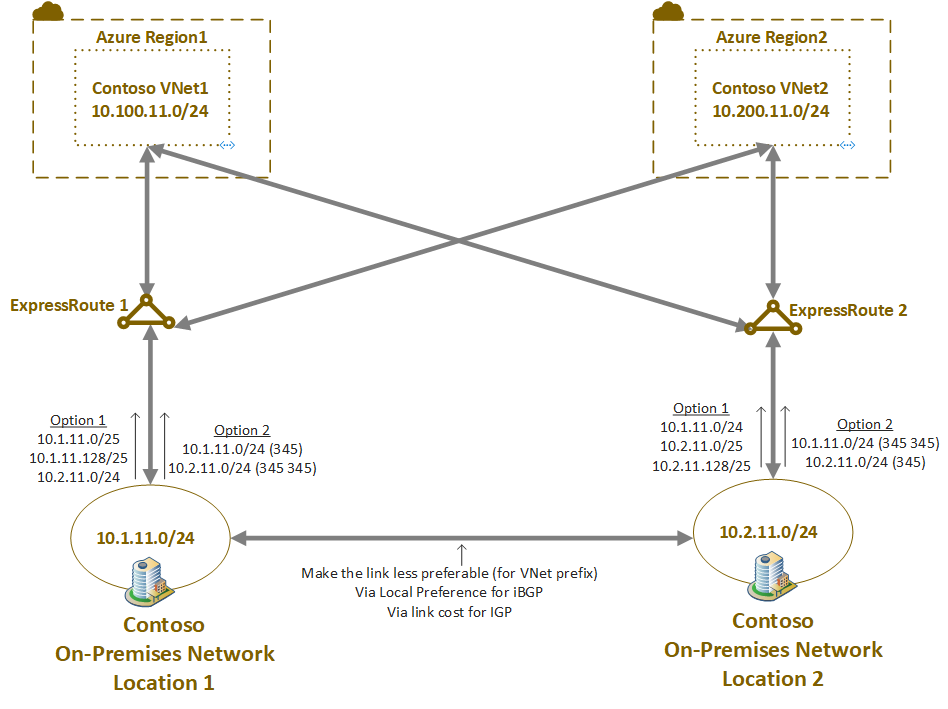 Azure Region1
Azure Region2
Contoso VNet1
10.100.11.0/24
Contoso VNet2
10.200.11.0/24
ExpressRoute 1
ExpressRoute 2
Option 1
10.1.11.0/25
10.1.11.128/25
10.2.11.0/24
Option 2
10.1.11.0/24 (345)
10.2.11.0/24 (345 345)
Option 1
10.1.11.0/24
10.2.11.0/25
10.2.11.128/25
Option 2
10.1.11.0/24 (345 345)
10.2.11.0/24 (345)
10.1.11.0/24
10.2.11.0/24
Make the link less preferable (for VNet prefix)
Via Local Preference for iBGP
Via link cost for IGP
Contoso
On-Premises Network
Location 1
Contoso
On-Premises Network
Location 2